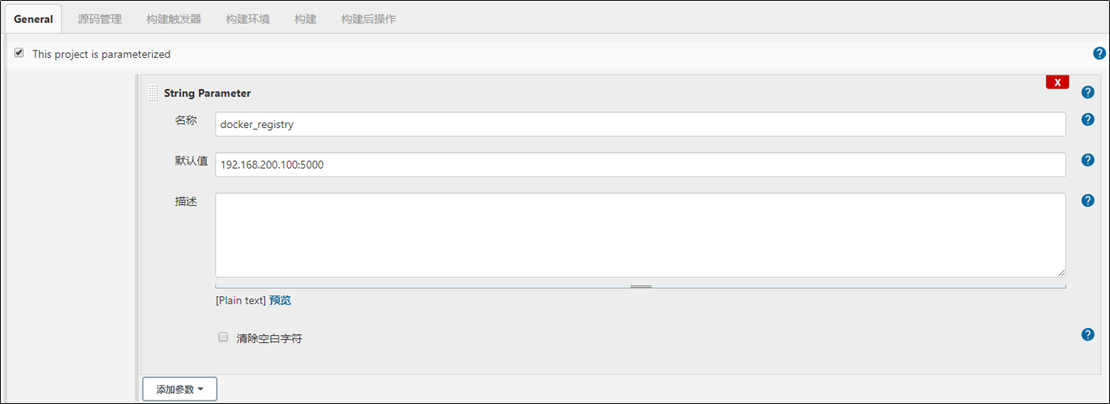 General 源码管理 构建触发器 构建环境 构建 构建后操作
This project is parameterized
String Parameter
X
名称 docker_registry
默认值 192.168.200.100:5000
描述
[Plain text] 预览
清除空白字符
添加参数